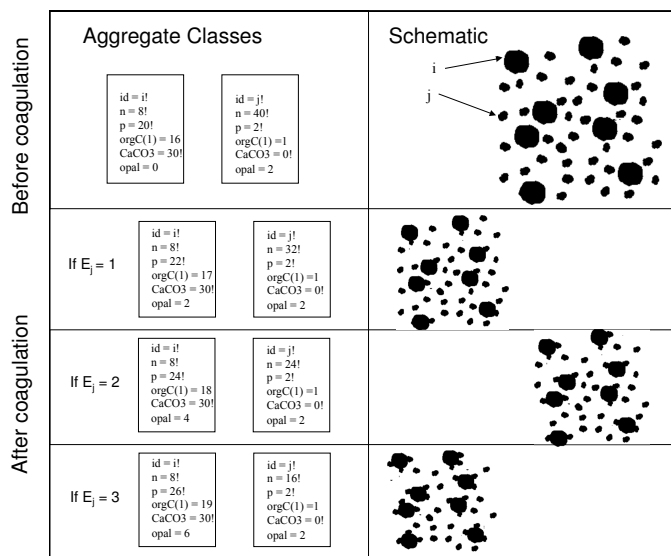 Aggregate Classes
Schematic
Before coagulation
id = i!
n = 8!
p = 20!
orgC(1) = 16
CaCO3 = 30!
opal = 0
id = j!
n = 40!
p = 2!
orgC(1) =1
CaCO3 = 0!
opal = 2
i
j
After coagulation
If Ej = 1
id = i!
n = 8!
p = 22!
orgC(1) = 17
CaCO3 = 30!
opal = 2
id = j!
n = 32!
p = 2!
orgC(1) =1
CaCO3 = 0!
opal = 2
If Ej = 2
id = i!
n = 8!
p = 24!
orgC(1) = 18
CaCO3 = 30!
opal = 4
id = j!
n = 24!
p = 2!
orgC(1) =1
CaCO3 = 0!
opal = 2
If Ej = 3
id = i!
n = 8!
p = 26!
orgC(1) = 19
CaCO3 = 30!
opal = 6
id = j!
n = 16!
p = 2!
orgC(1) =1
CaCO3 = 0!
opal = 2